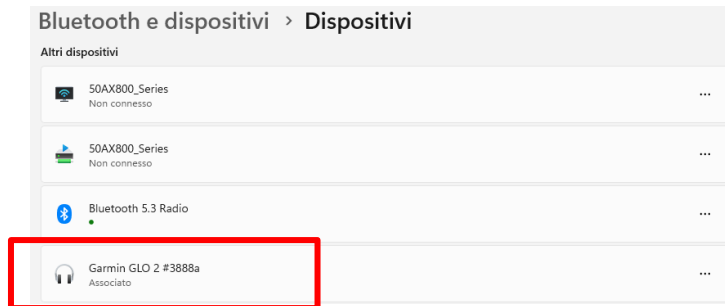 Bluetooth e dispositivi > Dispositivi
Altri dispositivi
50AX800_Series
Non connesso
50AX800_Series
Non connesso
Bluetooth 5.3 Radio
Garmin GLO 2 #3888a
Associato